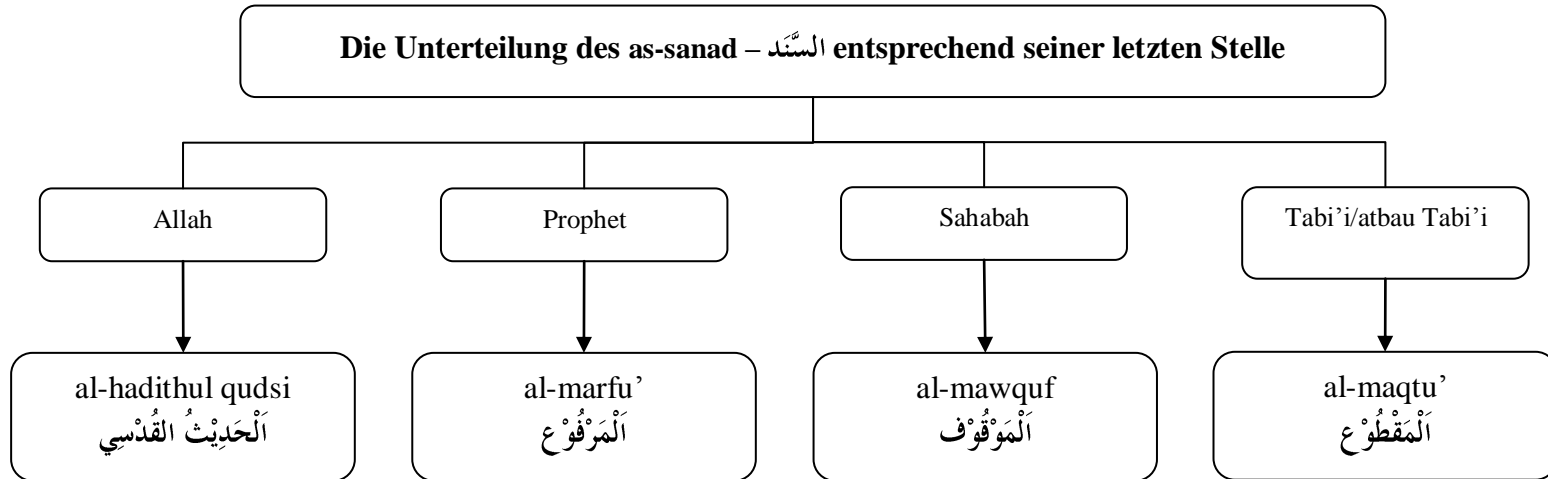 Die Unterteilung des as-sanad – السَّنَد entsprechend seiner letzten Stelle
Allah
Prophet
Sahabah
Tabi’i/atbau Tabi’i
al-hadithul qudsi
اَلْحَدِيْثُ القُدْسِي
al-marfu’
اَلْمَرْفُوْع
al-mawquf
اَلْمَوْقُوْف
al-maqtu’
اَلْمَقْطُوْع